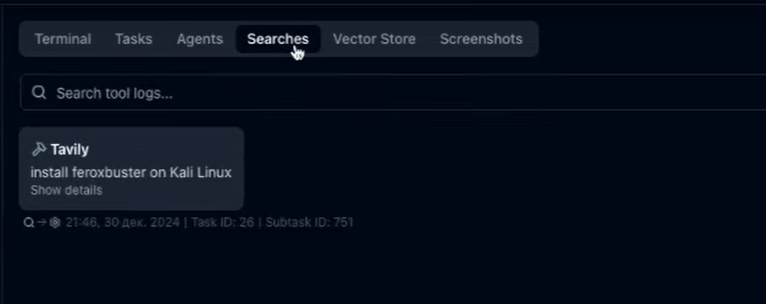 Terminal Tasks Agents Searches Vector Store Screenshots
Search tool logs...
Tavily
install feroxbuster on Kali Linux
Show details
21:46, 30 дек. 2024 | Task ID: 26 | Subtask ID: 751